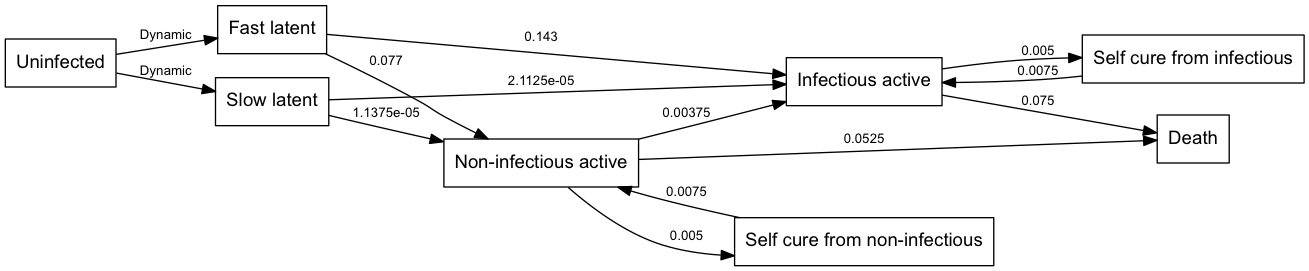 Uninfected
Dynamic
Dynamic
Fast latent
Slow latent
0.143
0.077
2.1125e-05
1.1375e-05
Non-infectious active
0.00375
0.0525
0.0075
0.005
Infectious active
Self cure from non-infectious
0.005
0.0075
0.075
Self cure from infectious
Death